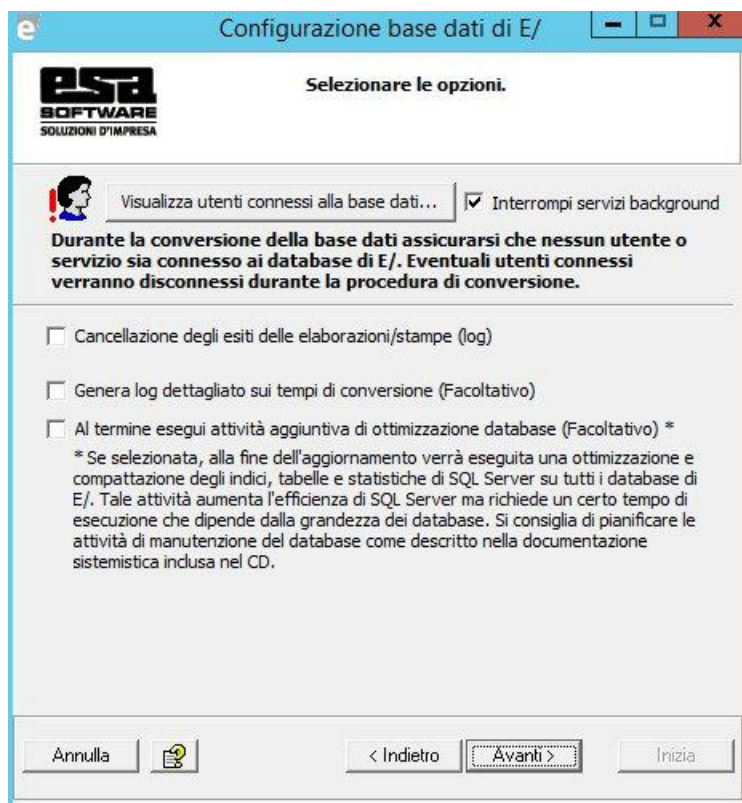 Configurazione base dati di E/
esa
SOFTWARE
SOLUZIONI D'IMPRESA
Selezionare le opzioni.
Visualizza utenti connessi alla base dati...
Interrompi servizi background
Durante la conversione della base dati assicurarsi che nessun utente o
servizio sia connesso ai database di E/. Eventuali utenti connessi
verranno disconnessi durante la procedura di conversione.
Cancellazione degli esiti delle elaborazioni/stampe (log)
Genera log dettagliato sui tempi di conversione (Facoltativo)
Al termine esegui attività aggiuntiva di ottimizzazione database (Facoltativo) *
* Se selezionata, alla fine dell'aggiornamento verrà eseguita una ottimizzazione e
compattazione degli indici, tabelle e statistiche di SQL Server su tutti i database di
E/. Tale attività aumenta l'efficienza di SQL Server ma richiede un certo tempo di
esecuzione che dipende dalla grandezza dei database. Si consiglia di pianificare le
attività di manutenzione del database come descritto nella documentazione
sistemistica inclusa nel CD.
Annulla
< Indietro
Avanti >
Inizia